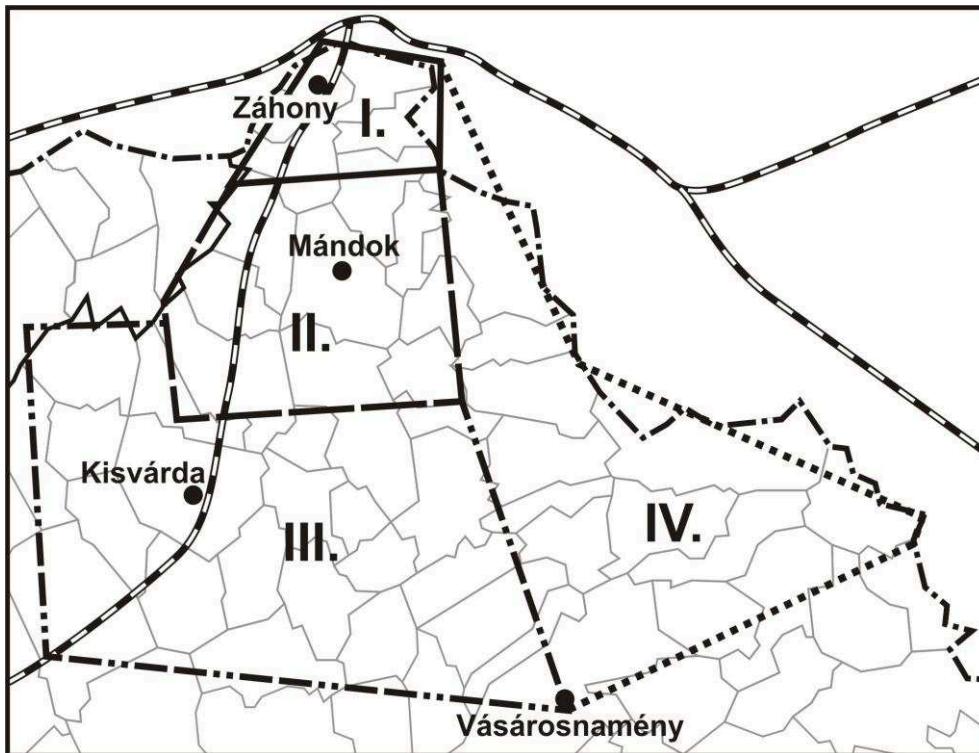 Záhony
I.
Mándok
II.
Kisvárda
III.
IV.
Vásárosnamény